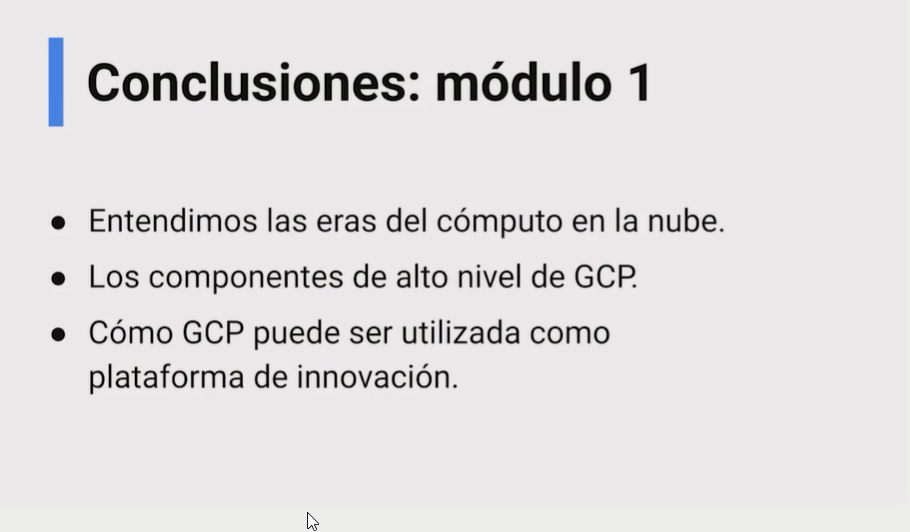 Conclusiones: módulo 1
● Entendimos las eras del cómputo en la nube.
● Los componentes de alto nivel de GCP.
● Cómo GCP puede ser utilizada como
plataforma de innovación.